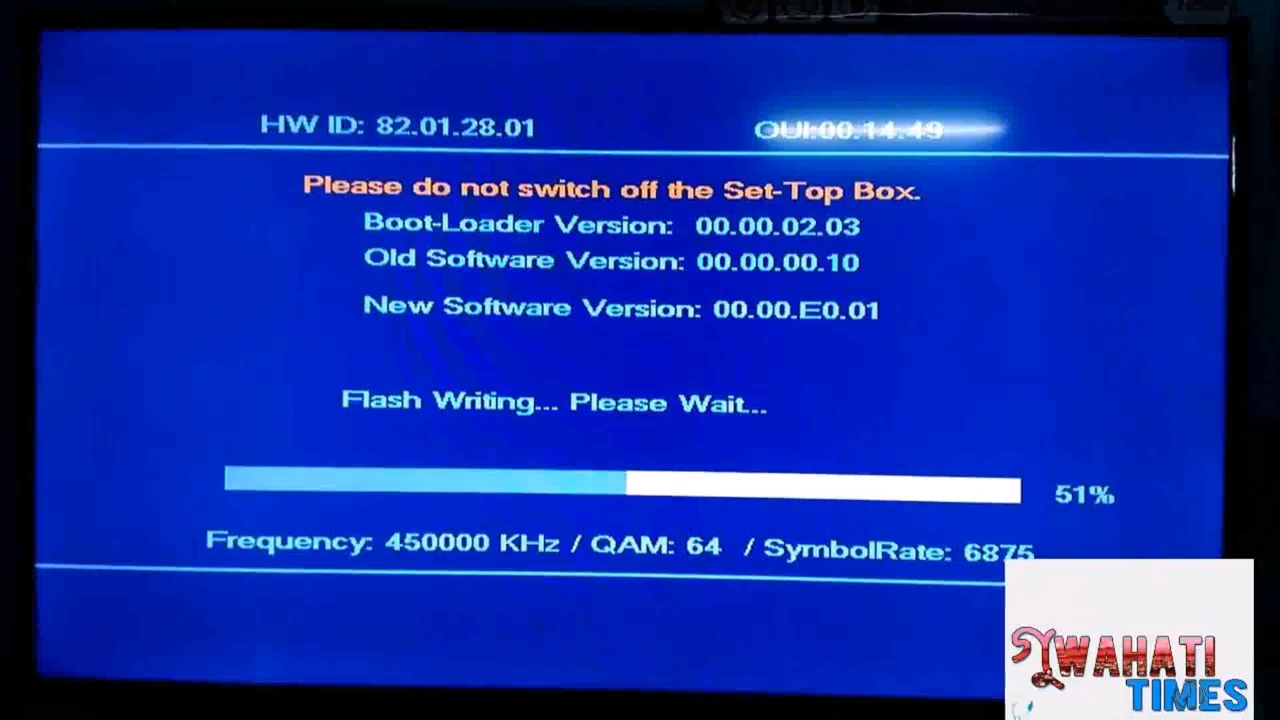 HW ID: 82.01.28.01
OUI:00.14.49
Please do not switch off the Set-Top Box.
Boot-Loader Version: 00.00.02.03
Old Software Version: 00.00.00.10
New Software Version: 00.00.E0.01
Flash Writing... Please Wait...
51%
Frequency: 450000 KHz / QAM: 64 / SymbolRate: 6875
WAHATI
TIMES